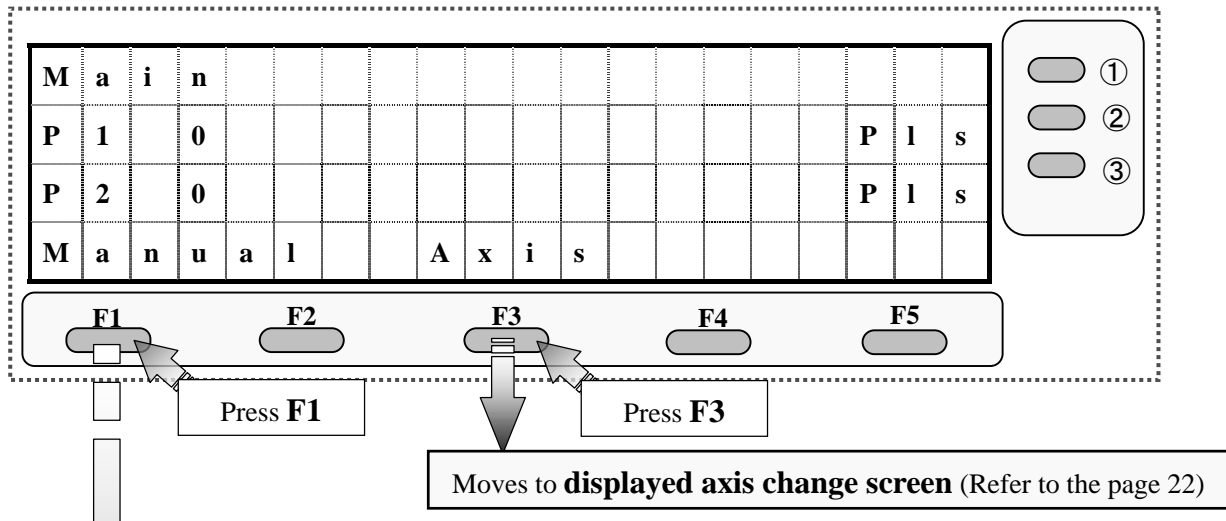 Main
P1 0 Pls
P2 0 Pls
Manual Axis
①
②
③
F1 F2 F3 F4 F5
Press F1
Press F3
Moves to displayed axis change screen (Refer to the page 22)